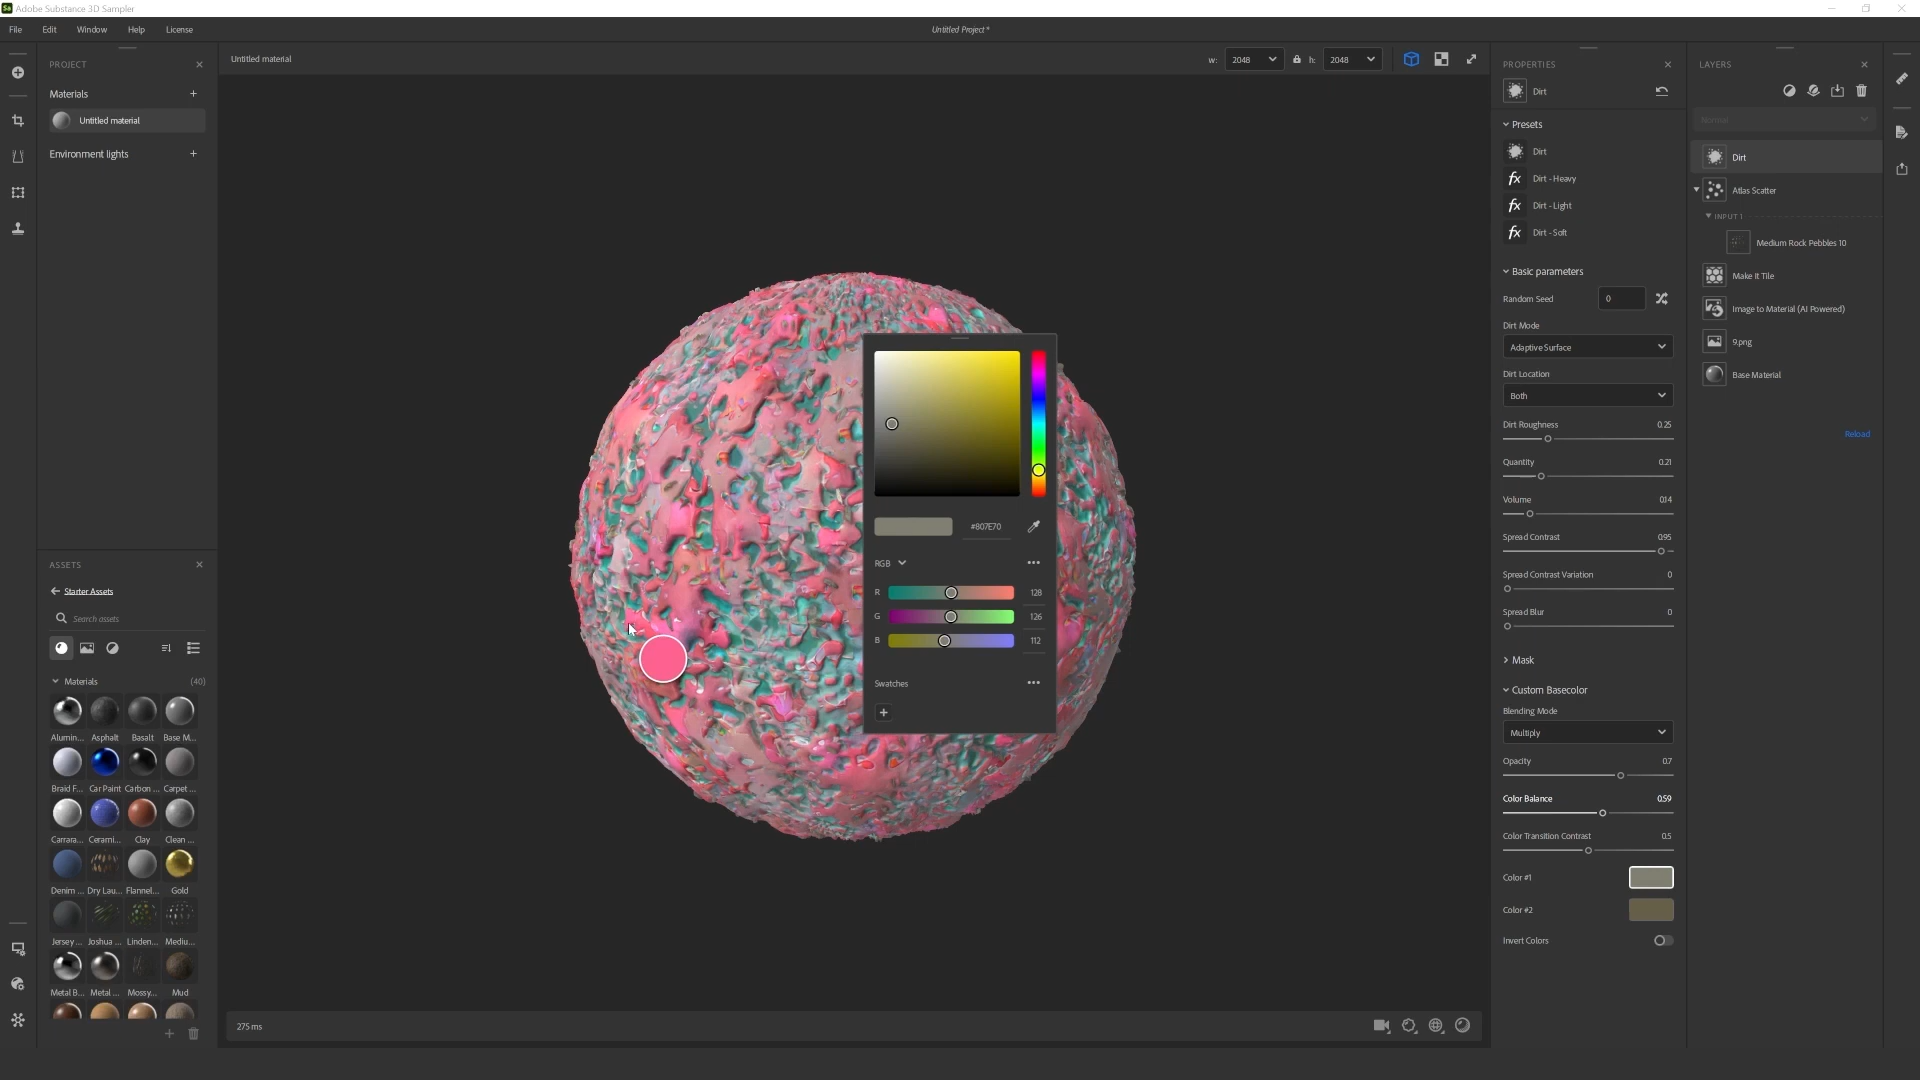 Adobe Substance 3D Sampler
File Edit Window Help License
Untitled Project*
PROJECT
Materials
Untitled material
Environment lights
ASSETS
Starter Assets
Search assets
Materials (40)
Alumin... Asphalt Basalt Base M...
Braid F... Car Paint Carbon ... Carpet ...
Carrara... Cerami... Clay Clean ...
Denim ... Dry Lau... Flannel... Gold
Jersey ... Joshua ... Linden... Mediu...
Metal B... Metal ... Mossy... Mud
Untitled material
w: 2048 h: 2048
#807E70
RGB
R 128
G 126
B 112
Swatches
275 ms
PROPERTIES
Dirt
Presets
Dirt
fx Dirt - Heavy
fx Dirt - Light
fx Dirt - Soft
Basic parameters
Random Seed 0
Dirt Mode
Adaptive Surface
Dirt Location
Both
Dirt Roughness 0.25
Quantity 0.21
Volume 0.14
Spread Contrast 0.95
Spread Contrast Variation 0
Spread Blur 0
Mask
Custom Basecolor
Blending Mode
Multiply
Opacity 0.7
Color Balance 0.59
Color Transition Contrast 0.5
Color #1
Color #2
Invert Colors
LAYERS
Normal
Dirt
Atlas Scatter
INPUT 1
Medium Rock Pebbles 10
Make It Tile
Image to Material (AI Powered)
9.png
Base Material
Reload